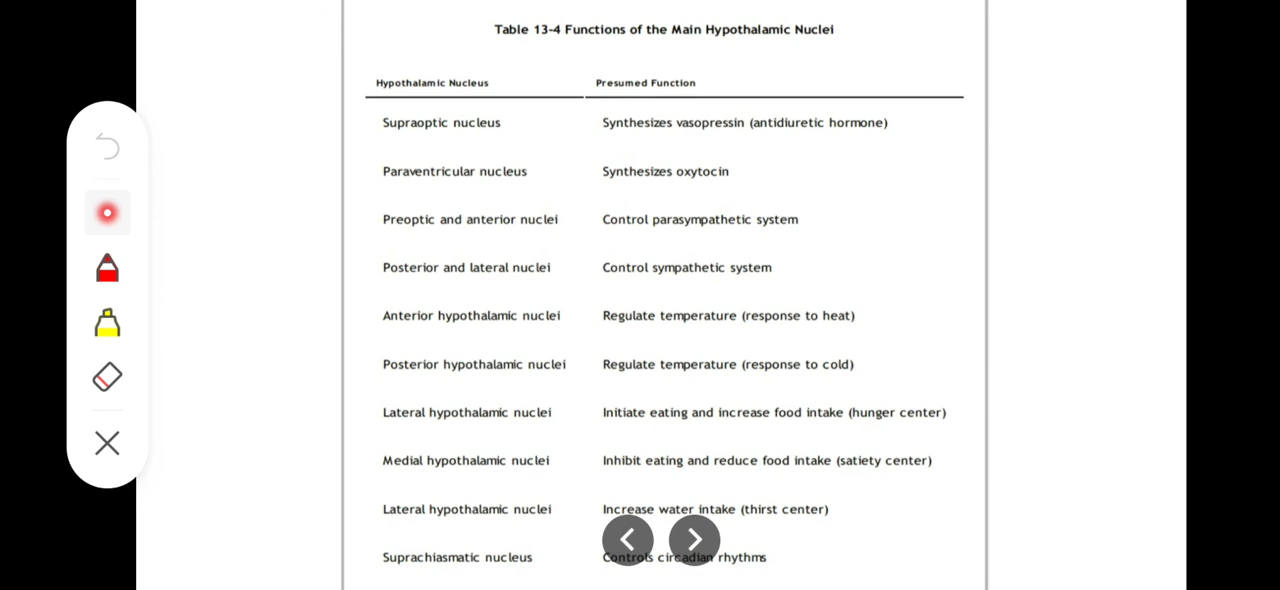 Table 13-4 Functions of the Main Hypothalamic Nuclei
Hypothalamic Nucleus Presumed Function
Supraoptic nucleus Synthesizes vasopressin (antidiuretic hormone)
Paraventricular nucleus Synthesizes oxytocin
Preoptic and anterior nuclei Control parasympathetic system
Posterior and lateral nuclei Control sympathetic system
Anterior hypothalamic nuclei Regulate temperature (response to heat)
Posterior hypothalamic nuclei Regulate temperature (response to cold)
Lateral hypothalamic nuclei Initiate eating and increase food intake (hunger center)
Medial hypothalamic nuclei Inhibit eating and reduce food intake (satiety center)
Lateral hypothalamic nuclei Increase water intake (thirst center)
Suprachiasmatic nucleus Controls circadian rhythms